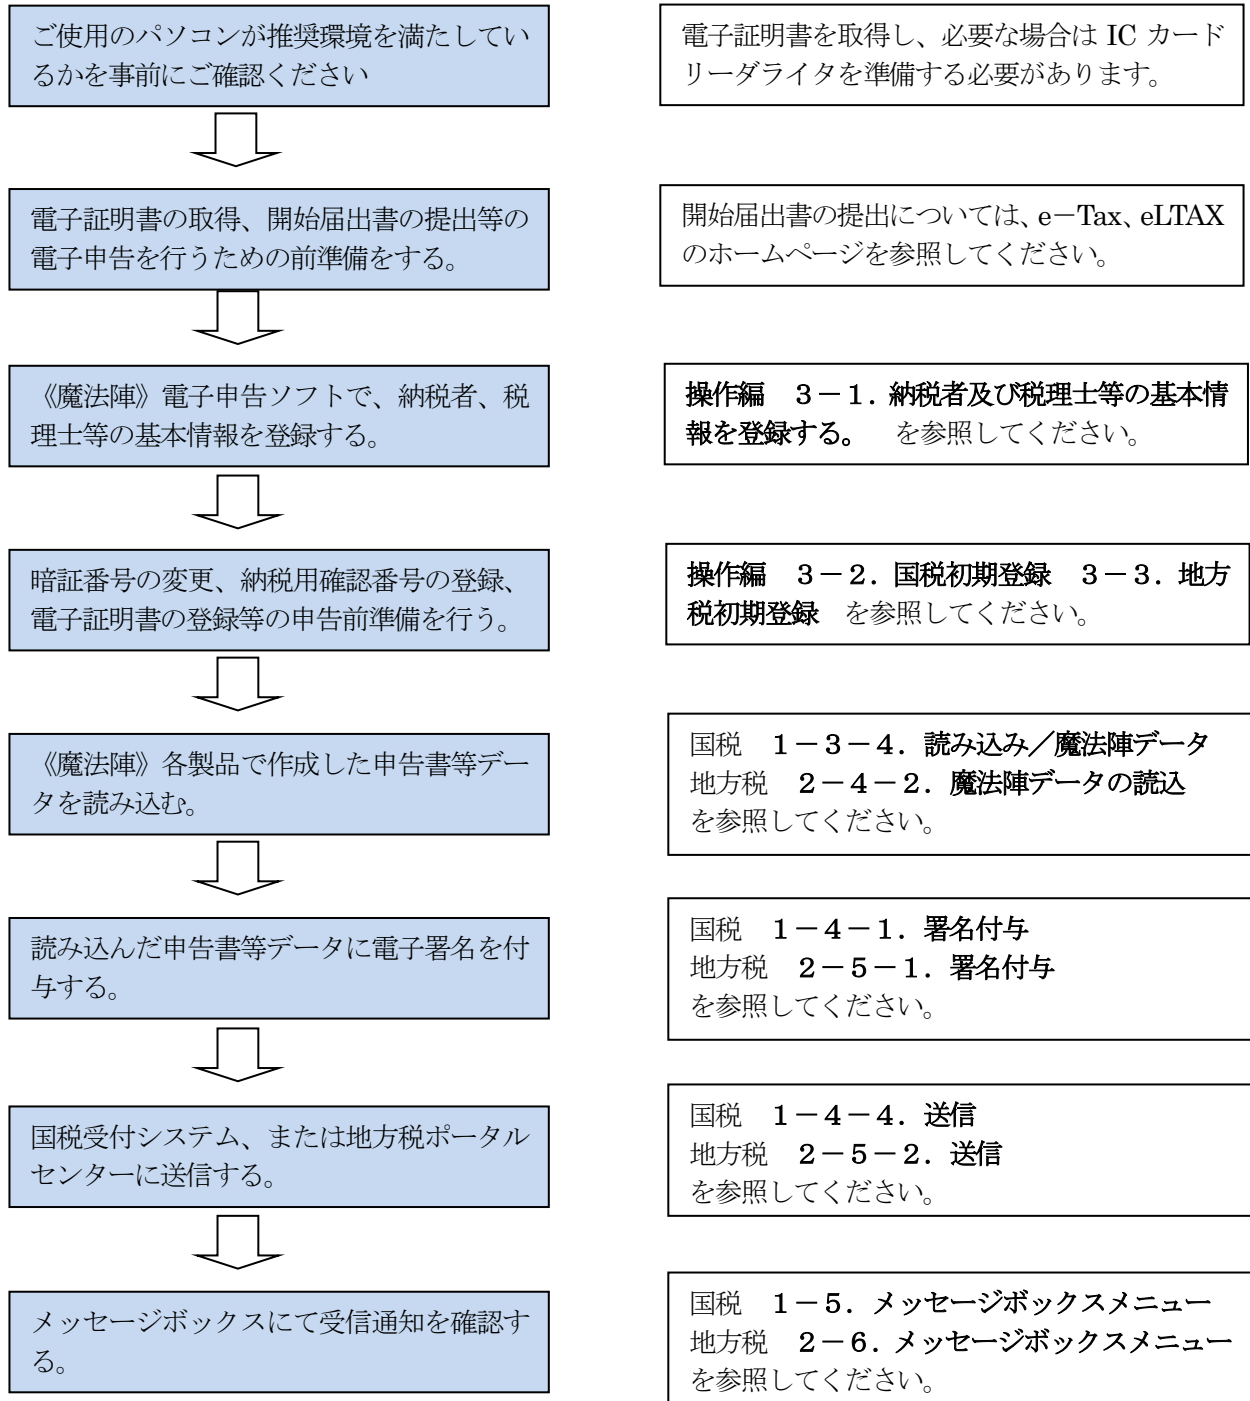 ご使用のパソコンが推奨環境を満たしてい
るかを事前にご確認ください
電子証明書を取得し、必要な場合は IC カード
リーダライタを準備する必要があります。
電子証明書の取得、開始届出書の提出等の
電子申告を行うための前準備をする。
開始届出書の提出については、e－Tax、eLTAX
のホームページを参照してください。
《魔法陣》電子申告ソフトで、納税者、税
理士等の基本情報を登録する。
操作編　３－１．納税者及び税理士等の基本情
報を登録する。　を参照してください。
暗証番号の変更、納税用確認番号の登録、
電子証明書の登録等の申告前準備を行う。
操作編　３－２．国税初期登録　３－３．地方
税初期登録　を参照してください。
《魔法陣》各製品で作成した申告書等デー
タを読み込む。
国税　１－３－４．読み込み／魔法陣データ
地方税　２－４－２．魔法陣データの読込
を参照してください。
読み込んだ申告書等データに電子署名を付
与する。
国税　１－４－１．署名付与
地方税　２－５－１．署名付与
を参照してください。
国税受付システム、または地方税ポータル
センターに送信する。
国税　１－４－４．送信
地方税　２－５－２．送信
を参照してください。
メッセージボックスにて受信通知を確認す
る。
国税　１－５．メッセージボックスメニュー
地方税　２－６．メッセージボックスメニュー
を参照してください。